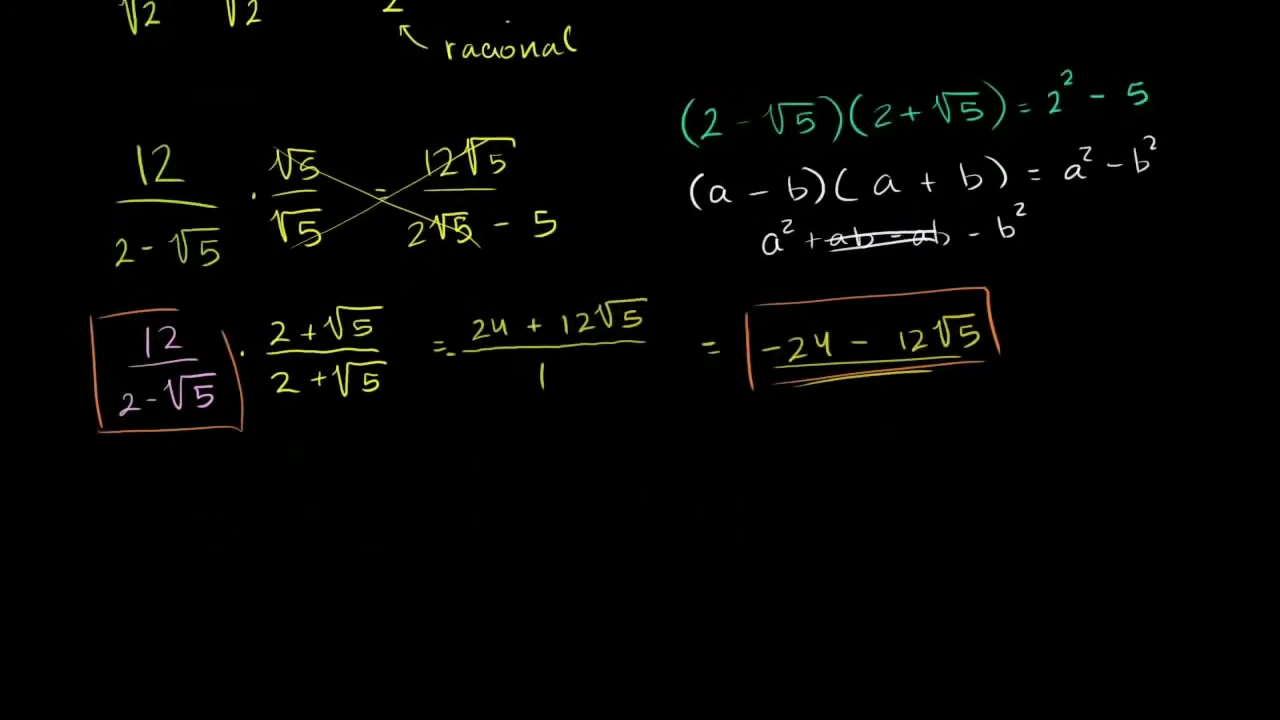 √2 √2 2
racional
(2 - √5)(2 + √5) = 2² - 5
12/(2 - √5) · √5/√5 = 12√5/(2√5 - 5)
(a - b)(a + b) = a² - b²
a² + ab - ab - b²
12/(2 - √5) · (2 + √5)/(2 + √5) = - (24 + 12√5)/1 = -24 - 12√5